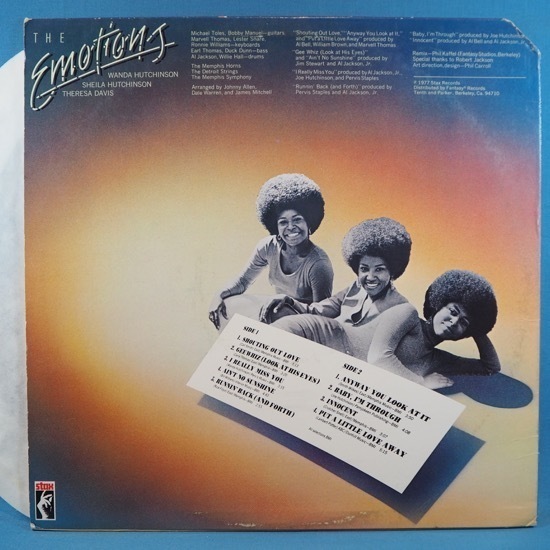 THE
Emotions
WANDA HUTCHINSON
SHEILA HUTCHINSON
THERESA DAVIS
Michael Toles, Bobby Manuel—guitars,
Marvell Thomas, Lester Snare,
Ronnie Williams—keyboards
Earl Thomas, Duck Dunn—bass
Al Jackson, Willie Hall—drums
The Memphis Horns
The Detroit Strings
The Memphis Symphony
Arranged by Johnny Allen,
Dale Warren, and James Mitchell
"Shouting Out Love," "Anyway You Look at It,"
and "Put a Little Love Away" produced by
Al Bell, William Brown, and Marvell Thomas.
"Gee Whiz (Look at His Eyes)"
and "Ain't No Sunshine" produced by
Jim Stewart and Al Jackson, Jr.
"I Really Miss You" produced by Al Jackson, Jr.,
Joe Hutchinson, and Pervis Staples.
"Runnin' Back (and Forth)" produced by
Pervis Staples and Al Jackson, Jr.
"Baby, I'm Through" produced by Joe Hutchinson
"Innocent" produced by Al Bell and Al Jackson, Jr.
Remix—Phil Kaffel (Fantasy Studios, Berkeley)
Special thanks to Robert Jackson
Art direction, design—Phil Carroll
℗ 1977 Stax Records
Distributed by Fantasy Records
Tenth and Parker, Berkeley, Ca. 94710
SIDE 1
1. SHOUTING OUT LOVE
2. GEE WHIZ (LOOK AT HIS EYES)
3. I REALLY MISS YOU
4. AIN'T NO SUNSHINE
5. RUNNIN' BACK (AND FORTH)
SIDE 2
1. ANYWAY YOU LOOK AT IT
2. BABY, I'M THROUGH
3. INNOCENT
4. PUT A LITTLE LOVE AWAY
stax